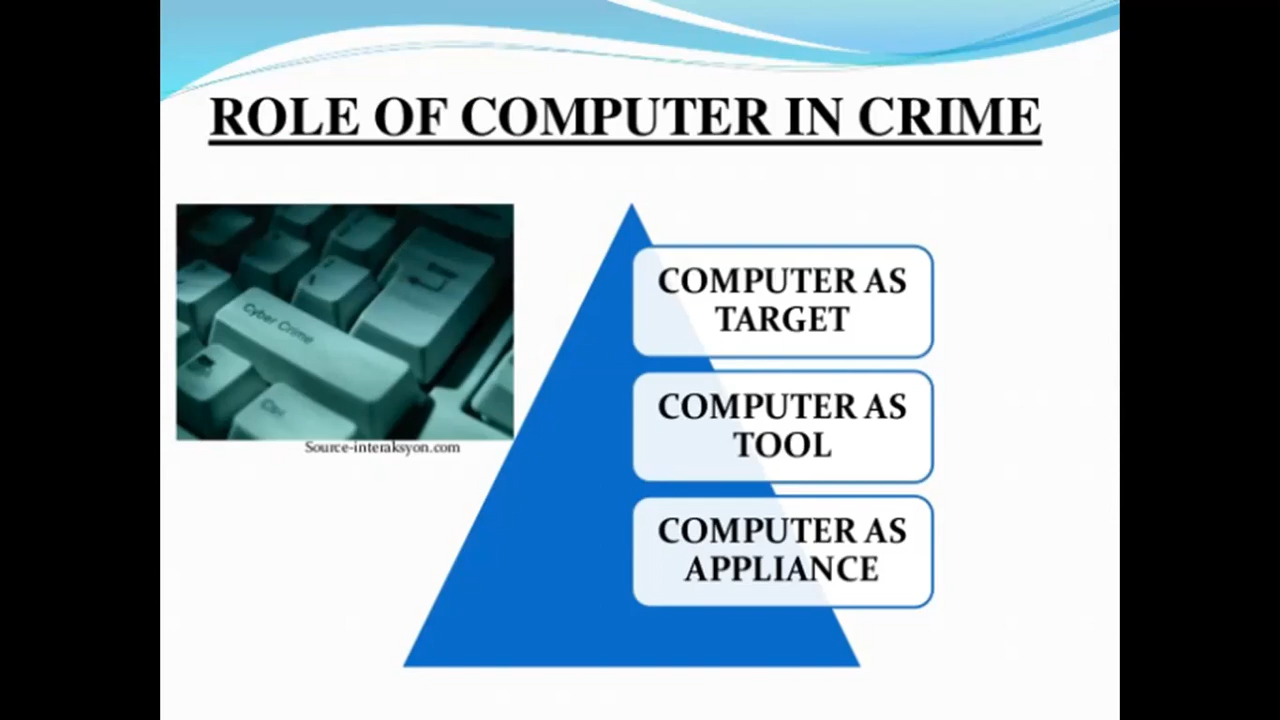 ROLE OF COMPUTER IN CRIME
Cyber Crime
Ctrl
Source-interaksyon.com
COMPUTER AS
TARGET
COMPUTER AS
TOOL
COMPUTER AS
APPLIANCE